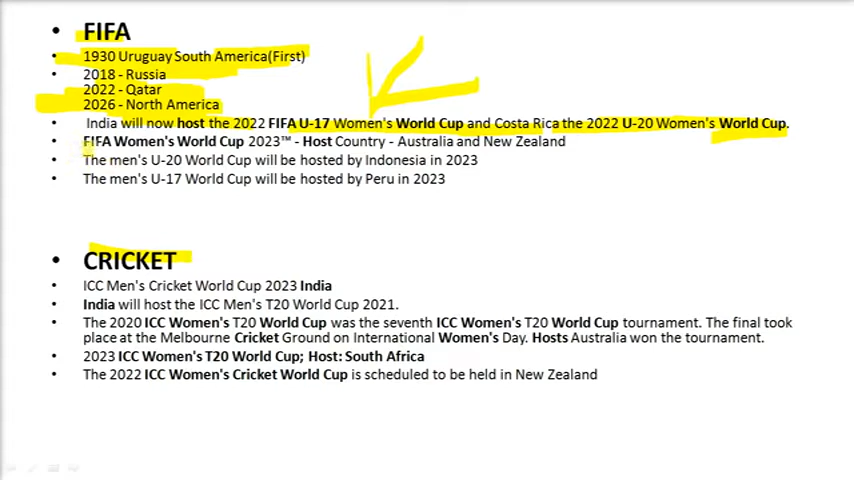 • FIFA
• 1930 Uruguay South America(First)
• 2018 - Russia
2022 - Qatar
2026 - North America
• India will now host the 2022 FIFA U-17 Women's World Cup and Costa Rica the 2022 U-20 Women's World Cup.
• FIFA Women's World Cup 2023™ - Host Country - Australia and New Zealand
• The men's U-20 World Cup will be hosted by Indonesia in 2023
• The men's U-17 World Cup will be hosted by Peru in 2023
• CRICKET
• ICC Men's Cricket World Cup 2023 India
• India will host the ICC Men's T20 World Cup 2021.
• The 2020 ICC Women's T20 World Cup was the seventh ICC Women's T20 World Cup tournament. The final took
place at the Melbourne Cricket Ground on International Women's Day. Hosts Australia won the tournament.
• 2023 ICC Women's T20 World Cup; Host: South Africa
• The 2022 ICC Women's Cricket World Cup is scheduled to be held in New Zealand